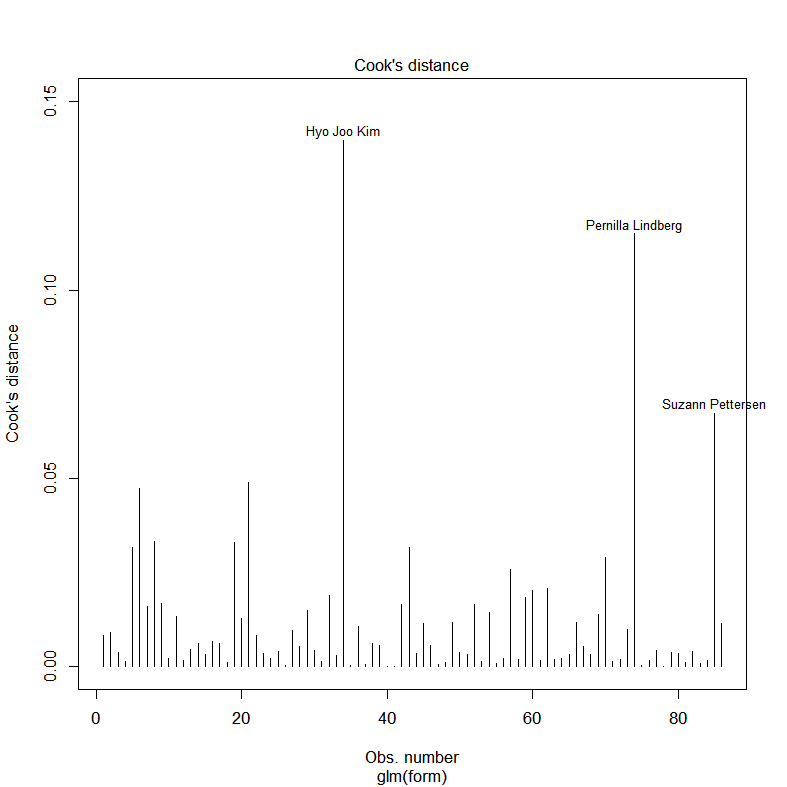 Cook's distance
0.15
Hyo Joo Kim
Pernilla Lindberg
0.10
Cook's distance
Suzann Pettersen
0.05
0.00
0 20 40 60 80
Obs. number
glm(form)